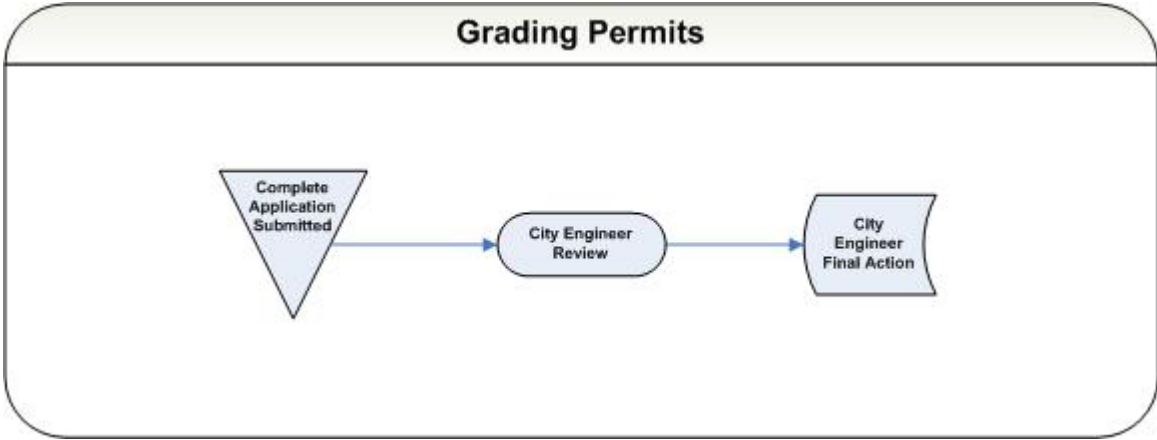 Grading Permits
Complete
Application
Submitted
City Engineer
Review
City
Engineer
Final Action